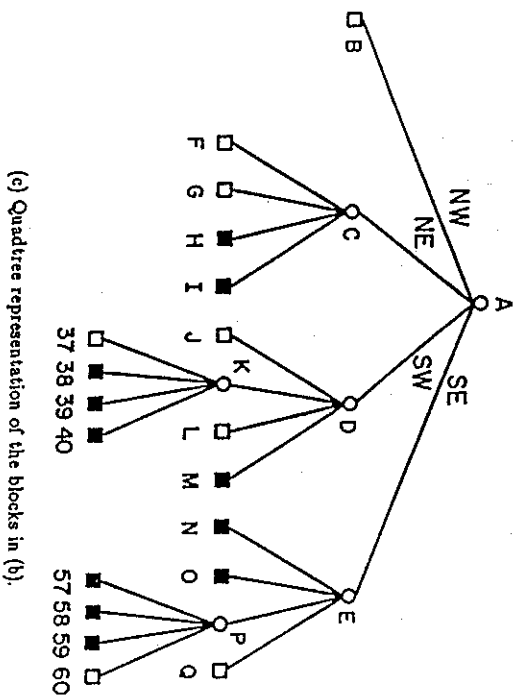 A
NW NE SW SE
B C D E
F G H I J K L M N O P Q
37 38 39 40 57 58 59 60
(c) Quadtree representation of the blocks in (b).